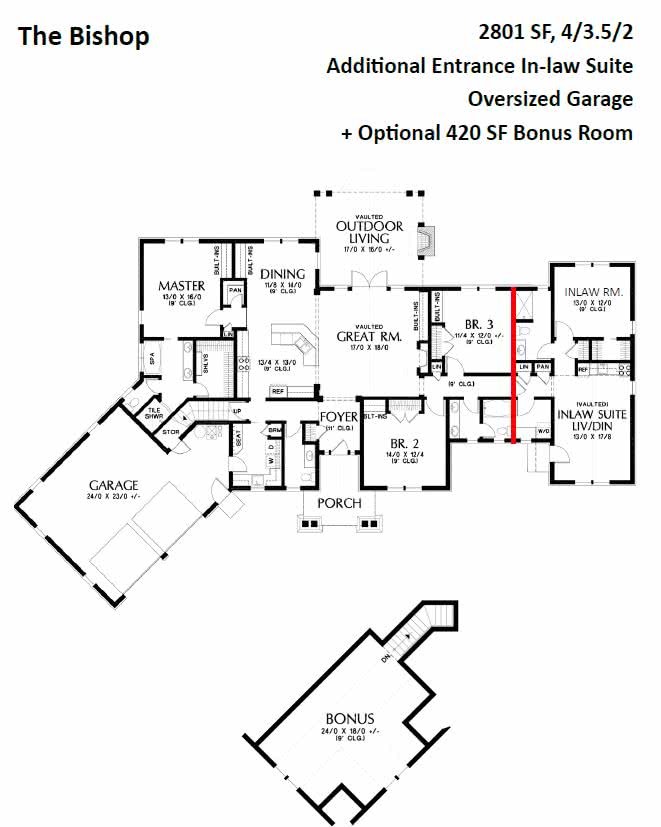 The Bishop
2801 SF, 4/3.5/2
Additional Entrance In-law Suite
Oversized Garage
+ Optional 420 SF Bonus Room
VAULTED
OUTDOOR
LIVING
17/0 X 16/0 +/-
BUILT-INS
BUILT-INS
MASTER
13/0 X 16/0
(9' CLG.)
DINING
11/8 X 14/0
(9' CLG.)
PAN
LIN
INLAW RM.
13/0 X 12/0
(9' CLG.)
BUILT-INS
BUILT-INS
VAULTED
GREAT RM.
17/0 X 18/0
BR. 3
11/4 X 12/0 +/-
(9' CLG.)
SPA
SHLVS
13/4 X 13/0
(9' CLG.)
REF
LIN
(9' CLG.)
LIN
PAN
REF
TILE
SHWR
STOR
UP
FOYER
(11' CLG.)
BLT-INS
BR. 2
14/0 X 12/4
(9' CLG.)
(VAULTED)
INLAW SUITE
LIV/DIN
13/0 X 17/8
W/D
SEAT
BRM
W D
GARAGE
24/0 X 23/0 +/-
PORCH
DN
BONUS
24/0 X 18/0 +/-
(9' CLG.)